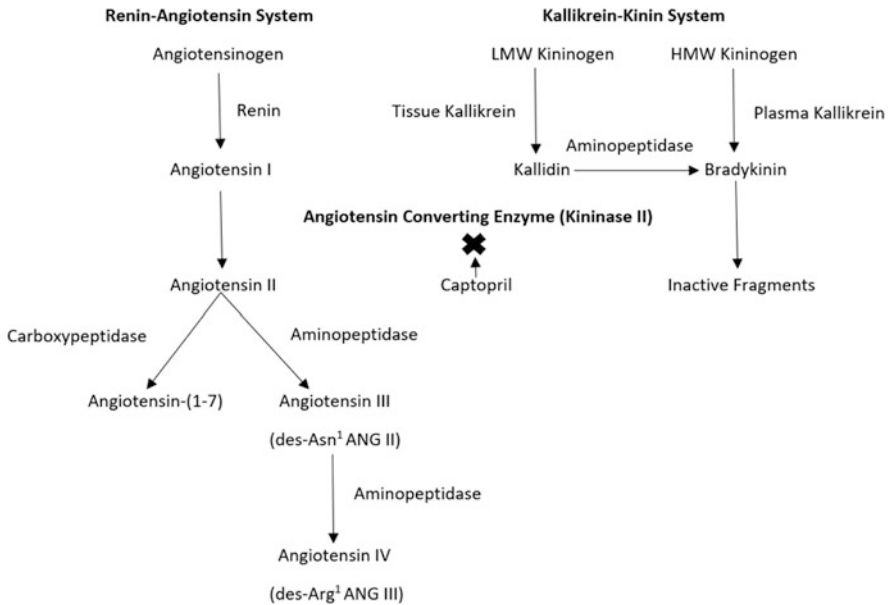 Renin-Angiotensin System
Kallikrein-Kinin System
Angiotensinogen
LMW Kininogen
HMW Kininogen
Renin
Tissue Kallikrein
Plasma Kallikrein
Aminopeptidase
Angiotensin I
Kallidin
Bradykinin
Angiotensin Converting Enzyme (Kininase II)
Angiotensin II
Captopril
Inactive Fragments
Carboxypeptidase
Aminopeptidase
Angiotensin-(1-7)
Angiotensin III
(des-Asn¹ ANG II)
Aminopeptidase
Angiotensin IV
(des-Arg¹ ANG III)